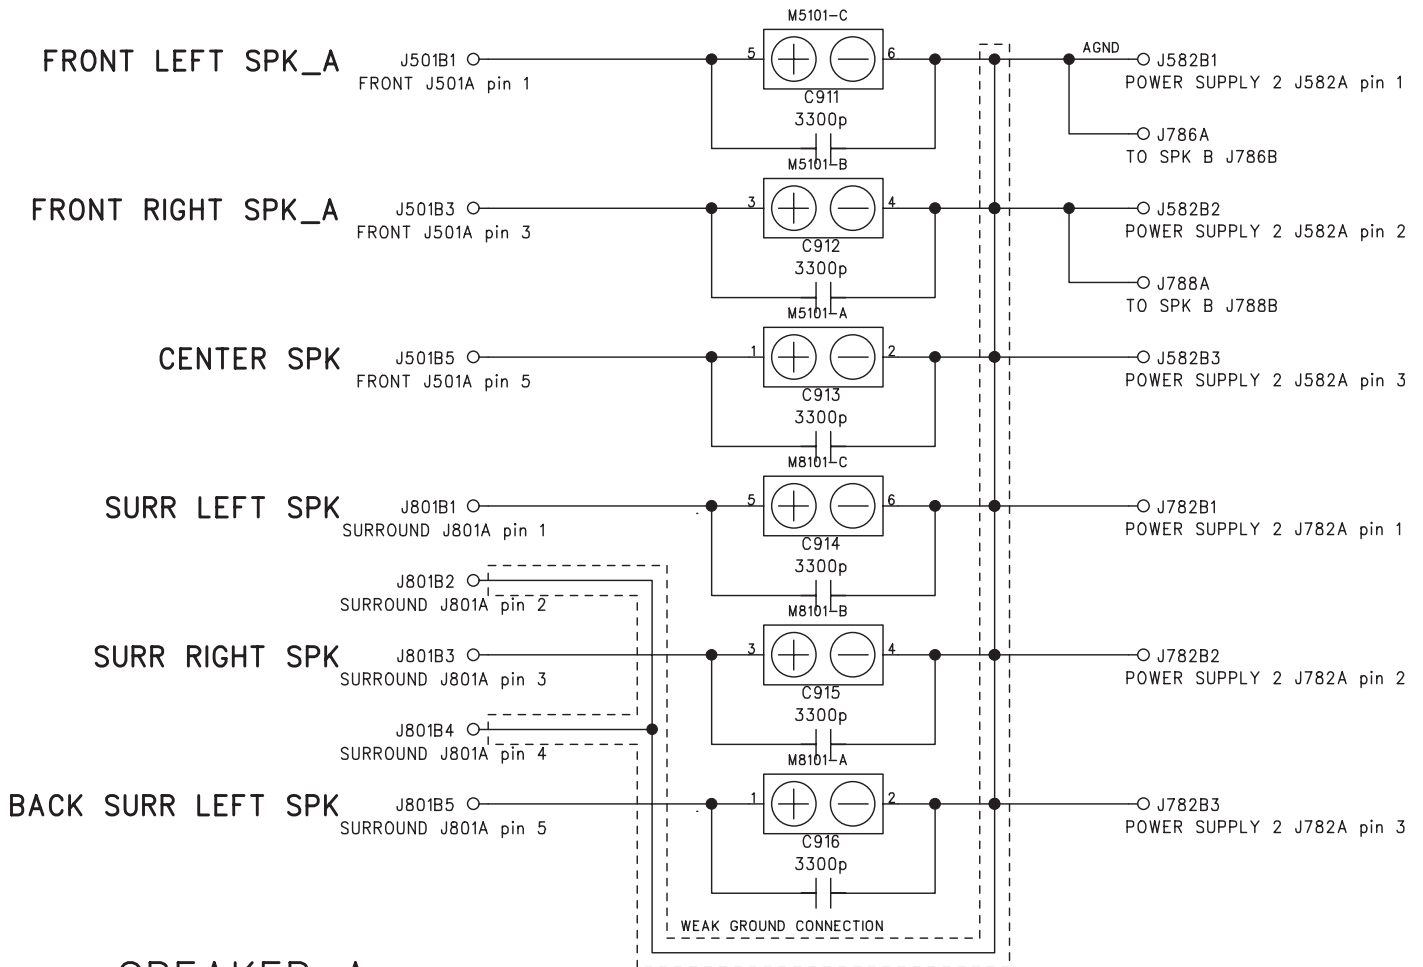 M5101-C
FRONT LEFT SPK_A
J501B1
5
6
AGND
J582B1
FRONT J501A pin 1
POWER SUPPLY 2 J582A pin 1
C911
3300p
J786A
TO SPK B J786B
M5101-B
FRONT RIGHT SPK_A
J501B3
3
4
J582B2
FRONT J501A pin 3
POWER SUPPLY 2 J582A pin 2
C912
3300p
J788A
TO SPK B J788B
M5101-A
CENTER SPK
J501B5
1
2
J582B3
FRONT J501A pin 5
POWER SUPPLY 2 J582A pin 3
C913
3300p
M8101-C
SURR LEFT SPK
J801B1
5
6
J782B1
SURROUND J801A pin 1
POWER SUPPLY 2 J782A pin 1
C914
3300p
J801B2
SURROUND J801A pin 2
M8101-B
SURR RIGHT SPK
J801B3
3
4
J782B2
SURROUND J801A pin 3
POWER SUPPLY 2 J782A pin 2
C915
3300p
J801B4
SURROUND J801A pin 4
M8101-A
BACK SURR LEFT SPK
J801B5
1
2
J782B3
SURROUND J801A pin 5
POWER SUPPLY 2 J782A pin 3
C916
3300p
WEAK GROUND CONNECTION